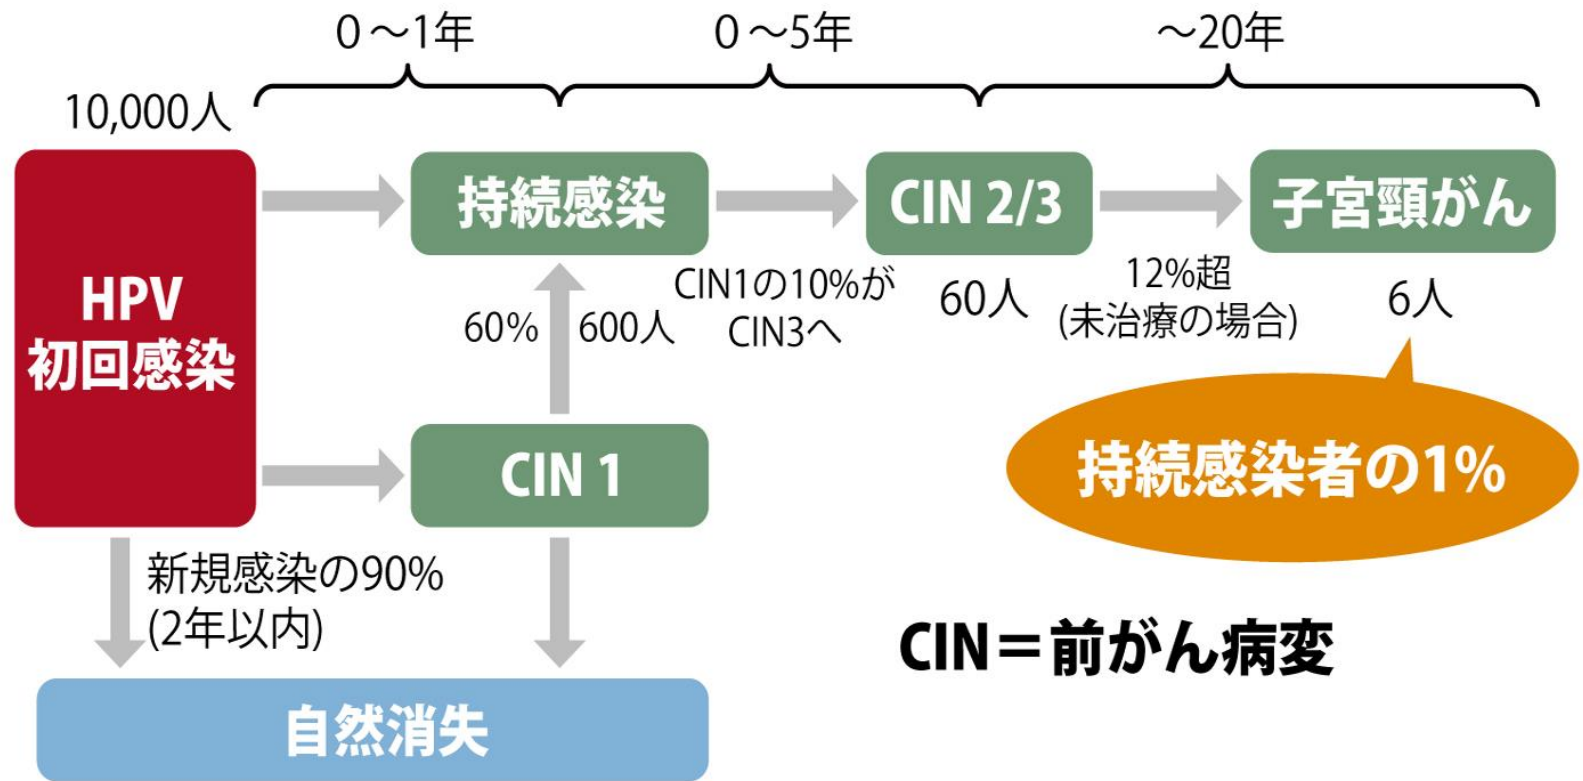 0～1年
0～5年
～20年
10,000人
HPV
初回感染
持続感染
CIN 2/3
子宮頸がん
60%
600人
CIN1の10%が
CIN3へ
60人
12%超
(未治療の場合)
6人
CIN 1
持続感染者の1%
新規感染の90%
(2年以内)
CIN＝前がん病変
自然消失